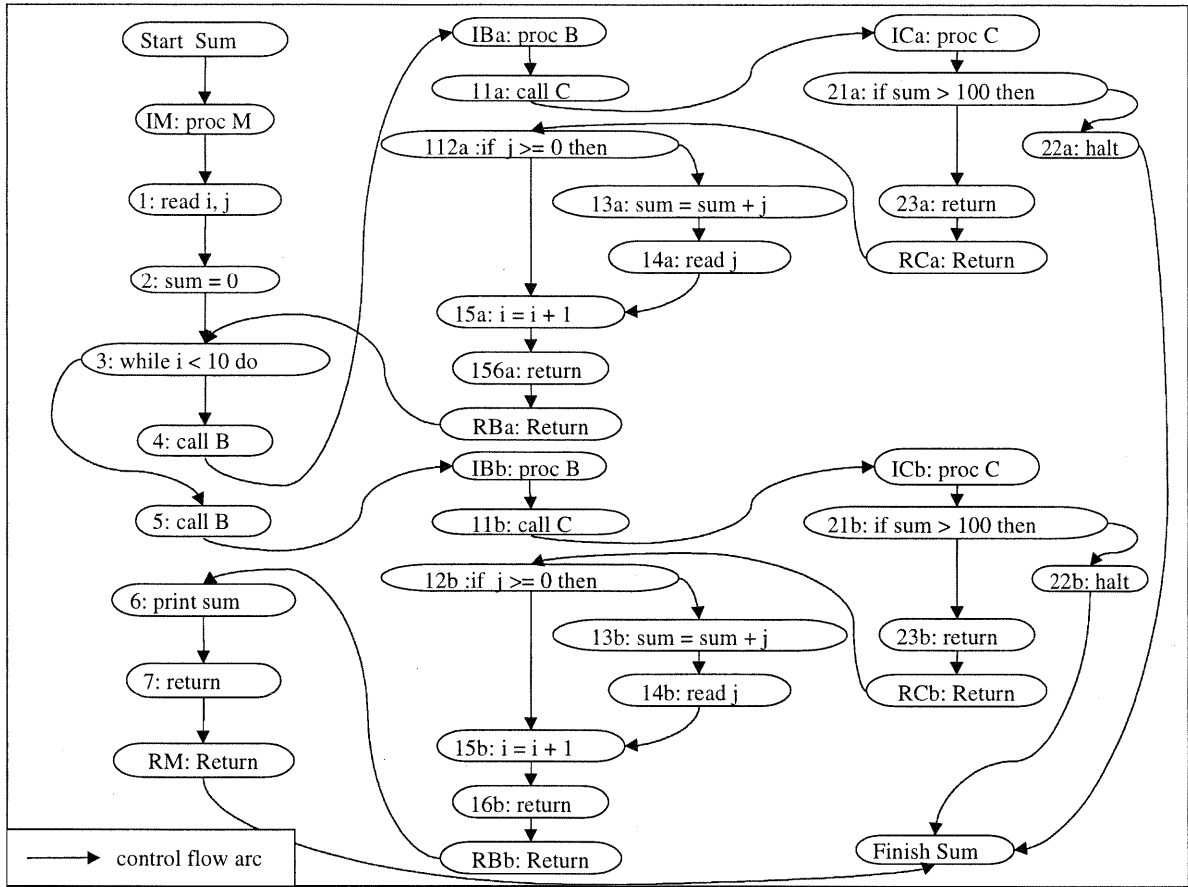 Start Sum
IM: proc M
1: read i, j
2: sum = 0
3: while i < 10 do
4: call B
5: call B
6: print sum
7: return
RM: Return
control flow arc
IBa: proc B
11a: call C
112a :if j >= 0 then
13a: sum = sum + j
14a: read j
15a: i = i + 1
156a: return
RBa: Return
IBb: proc B
11b: call C
12b :if j >= 0 then
13b: sum = sum + j
14b: read j
15b: i = i + 1
16b: return
RBb: Return
ICa: proc C
21a: if sum > 100 then
22a: halt
23a: return
RCa: Return
ICb: proc C
21b: if sum > 100 then
22b: halt
23b: return
RCb: Return
Finish Sum